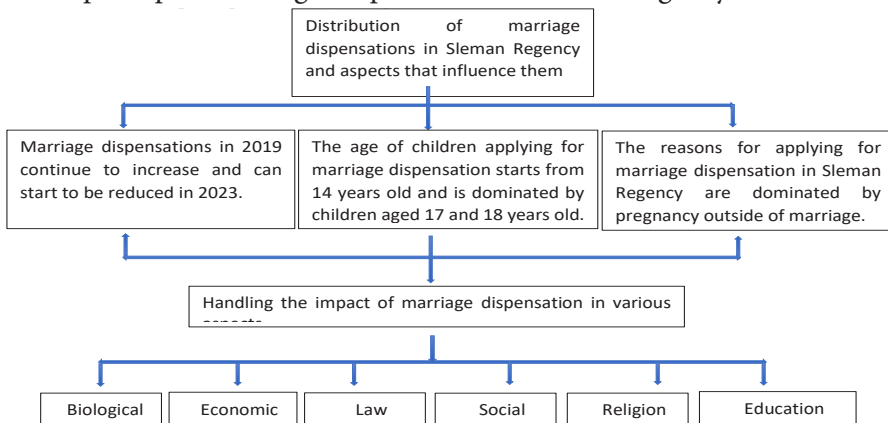 Distribution of marriage
dispensations in Sleman Regency
and aspects that influence them
Marriage dispensations in 2019
continue to increase and can
start to be reduced in 2023.
The age of children applying for
marriage dispensation starts from
14 years old and is dominated by
children aged 17 and 18 years old.
The reasons for applying for
marriage dispensation in Sleman
Regency are dominated by
pregnancy outside of marriage.
Handling the impact of marriage dispensation in various
Biological
Economic
Law
Social
Religion
Education